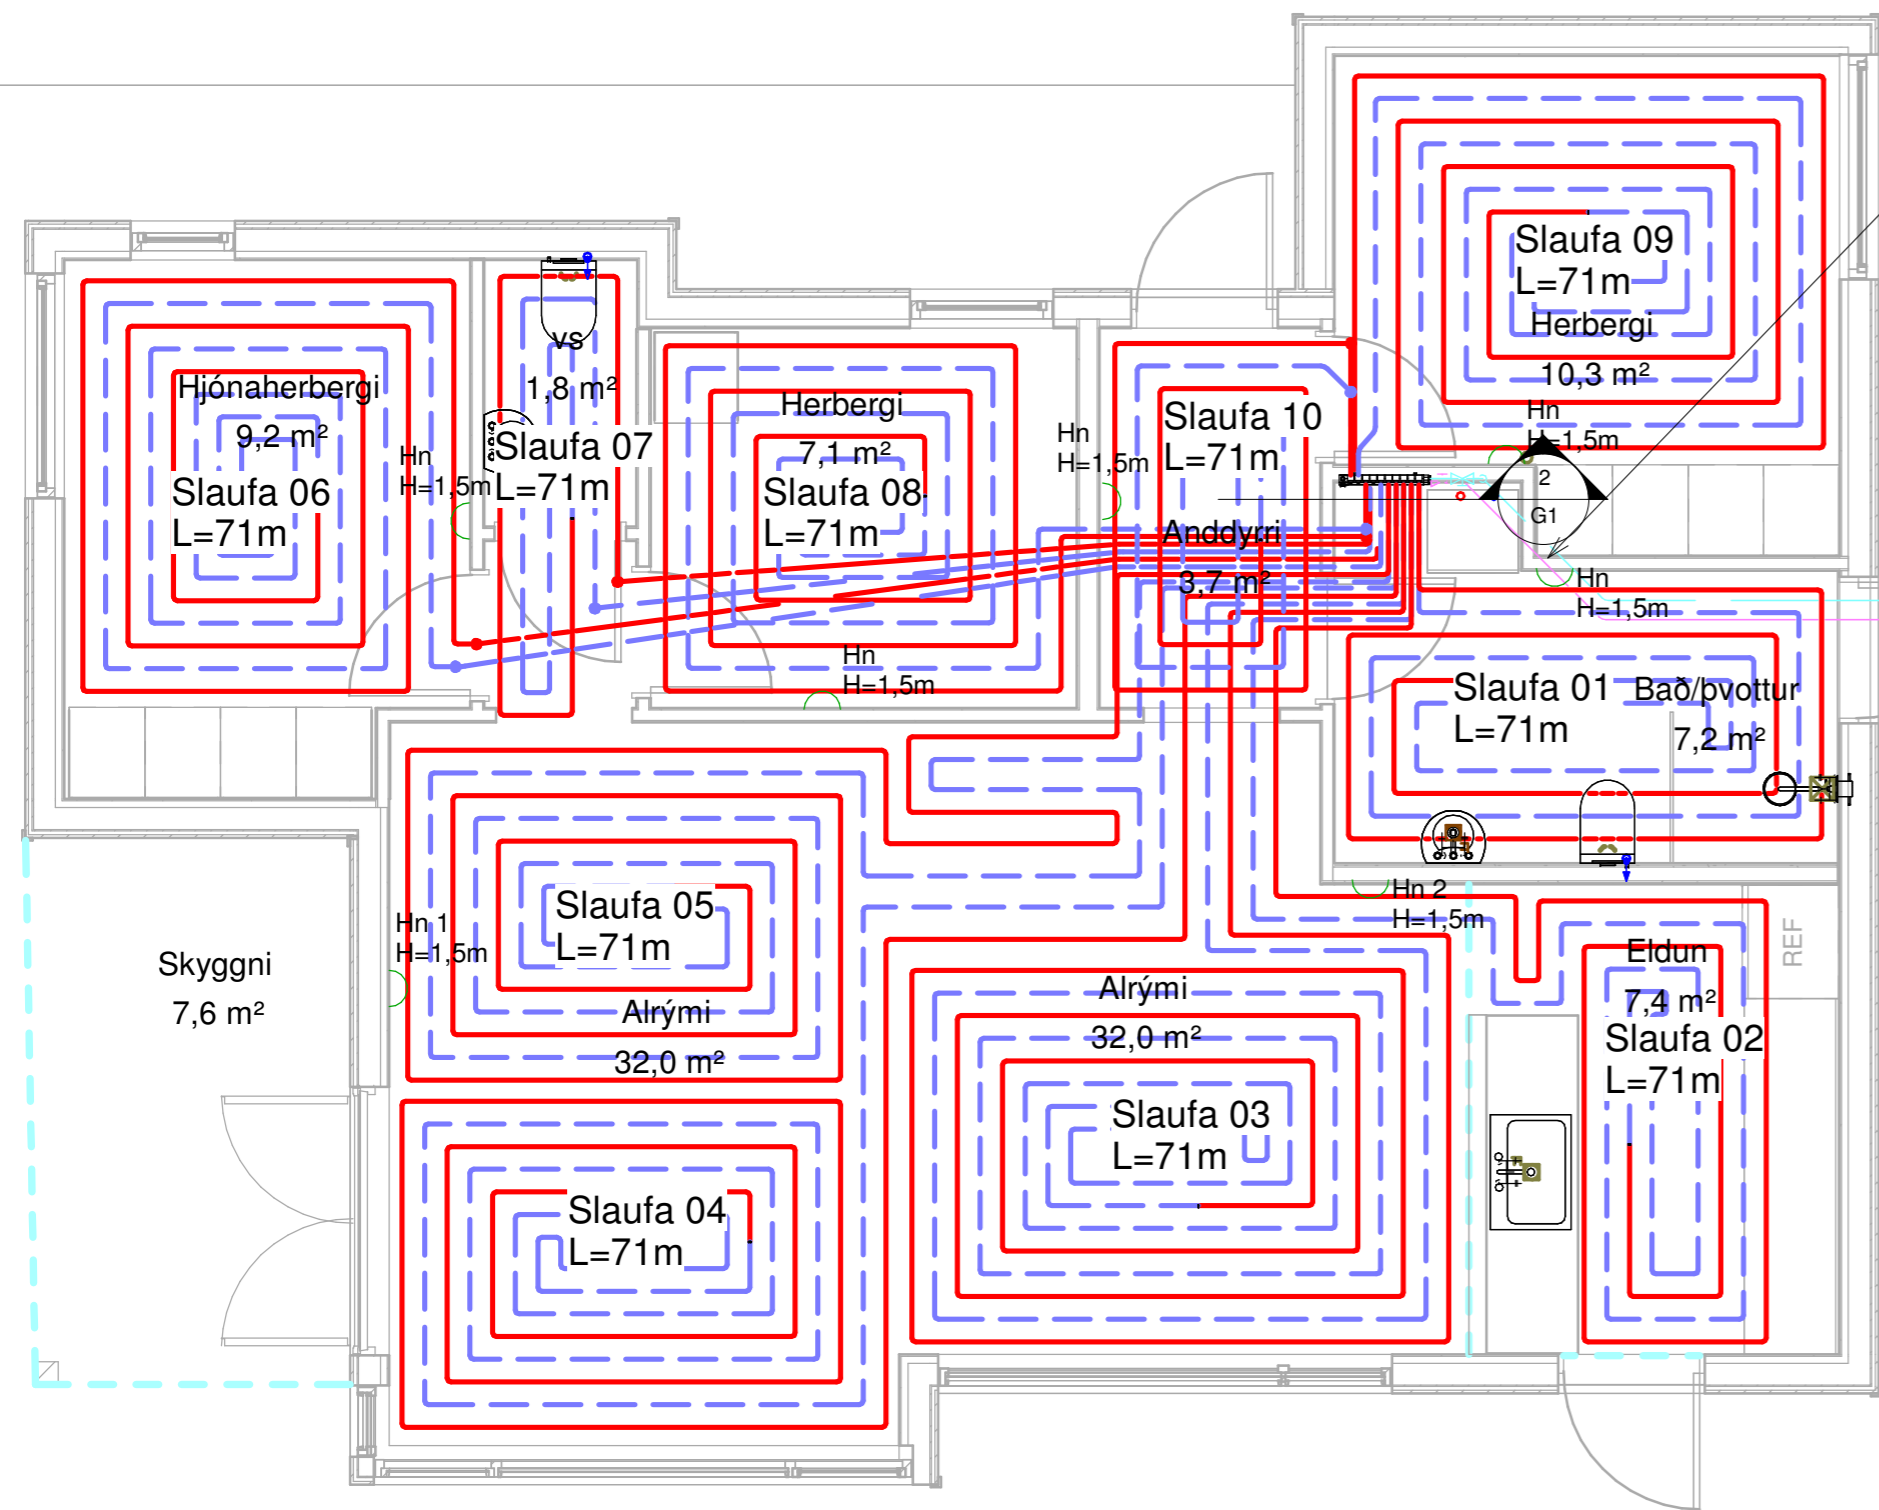 Slaufa 09
L=71m
Herbergi
10,3 m²
Hn
H=1,5m
2
G1
vs
1,8 m²
Hjónaherbergi
9,2 m²
Slaufa 06
L=71m
Hn
H=1,5m
Slaufa 07
L=71m
Herbergi
7,1 m²
Slaufa 08
L=71m
Hn
H=1,5m
Slaufa 10
L=71m
Anddyrri
3,7 m²
Hn
H=1,5m
Hn
H=1,5m
Slaufa 01
L=71m
Bað/þvottur
7,2 m²
Hn 2
H=1,5m
Slaufa 05
L=71m
Hn 1
H=1,5m
Skyggni
7,6 m²
Alrými
32,0 m²
Alrými
32,0 m²
Eldun
7,4 m²
REF
Slaufa 02
L=71m
Slaufa 03
L=71m
Slaufa 04
L=71m